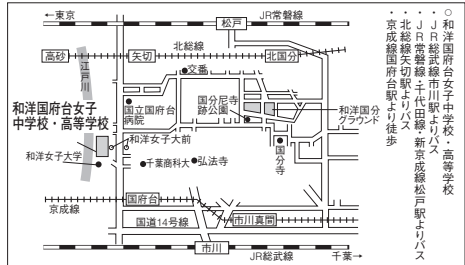 ○和洋国府台女子中学校・高等学校
・JR総武線市川駅よりバス
・JR常磐線・千代田線・新京成線松戸駅よりバス
・北総線矢切駅よりバス
・京成線国府台駅より徒歩
←東京
松戸
JR常磐線
北総線
高砂
矢切
北国分
江戸川
交番
国立国府台
病院
国分尼寺
跡公園
和洋国分
グラウンド
和洋国府台女子
中学校・高等学校
和洋女子大前
国分寺
和洋女子大学
千葉商科大
弘法寺
国府台
京成線
国道14号線
市川真間
市川
JR総武線
千葉→